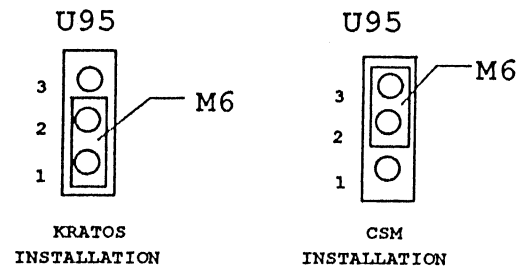 U95
3
2
1
M6
KRATOS
INSTALLATION
U95
3
2
1
M6
CSM
INSTALLATION